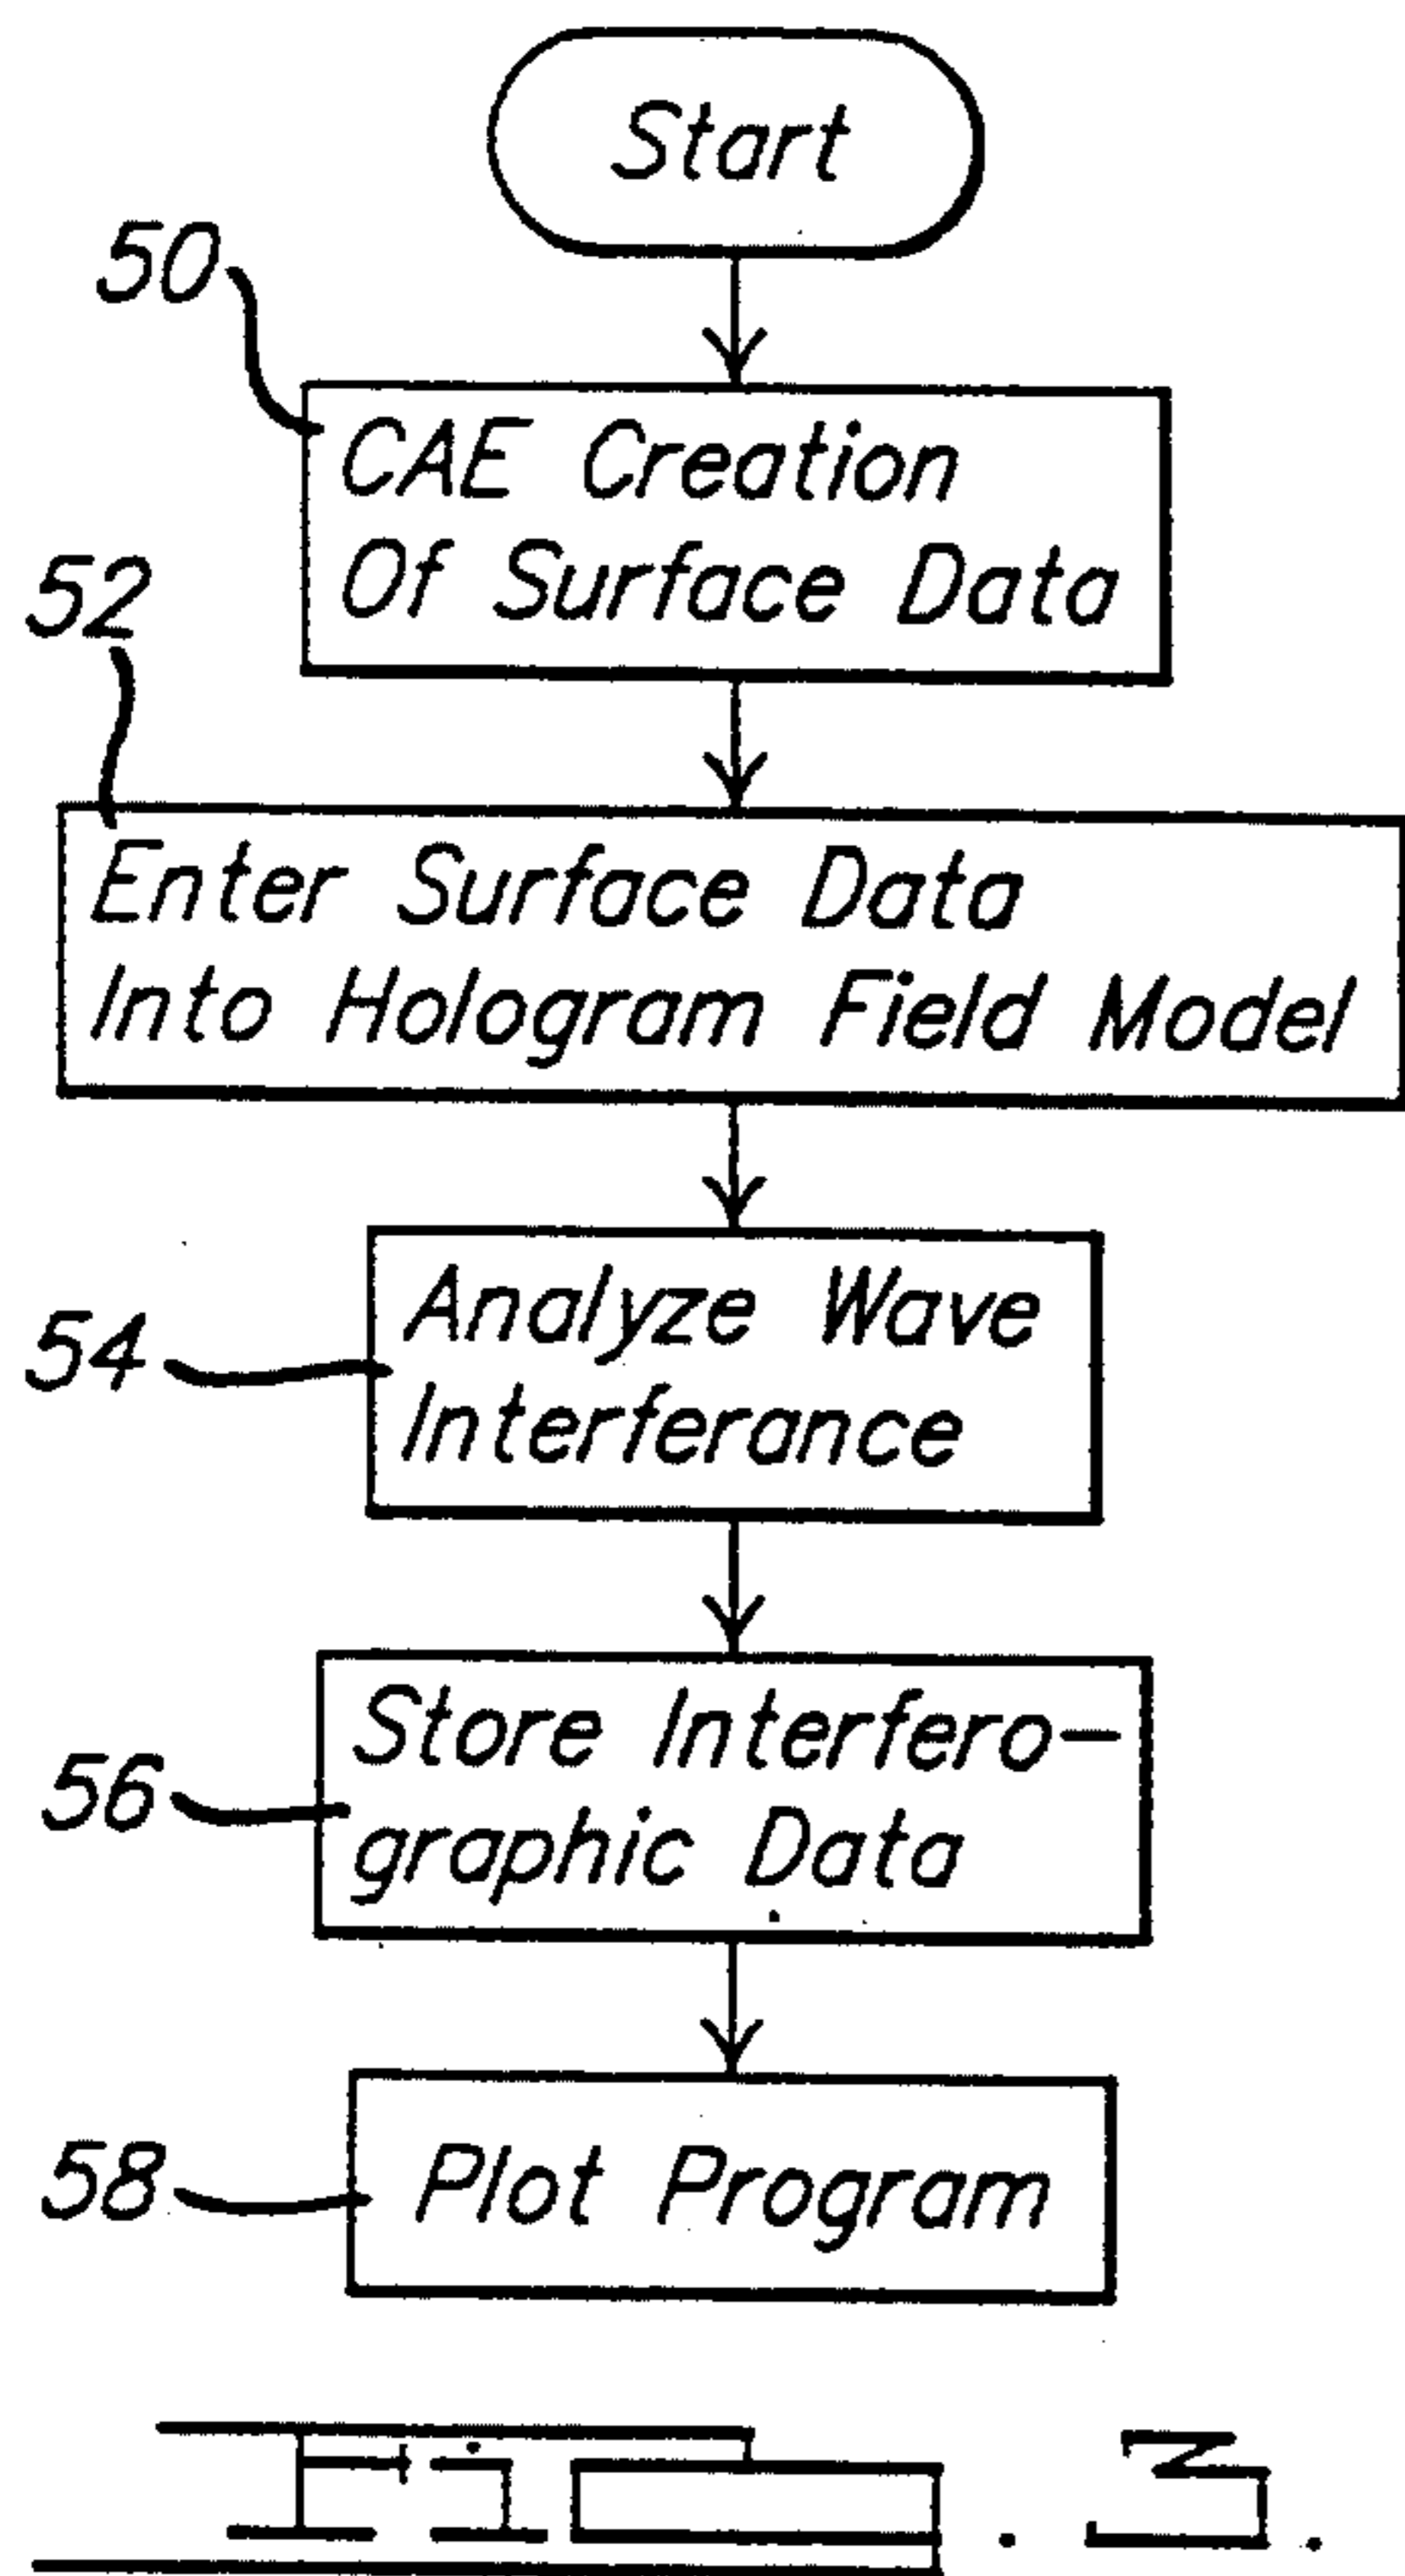 Start
50
CAE Creation
Of Surface Data
52
Enter Surface Data
Into Hologram Field Model
54
Analyze Wave
Interferance
56
Store Interfero-
graphic Data
58
Plot Program
Fig. 3.